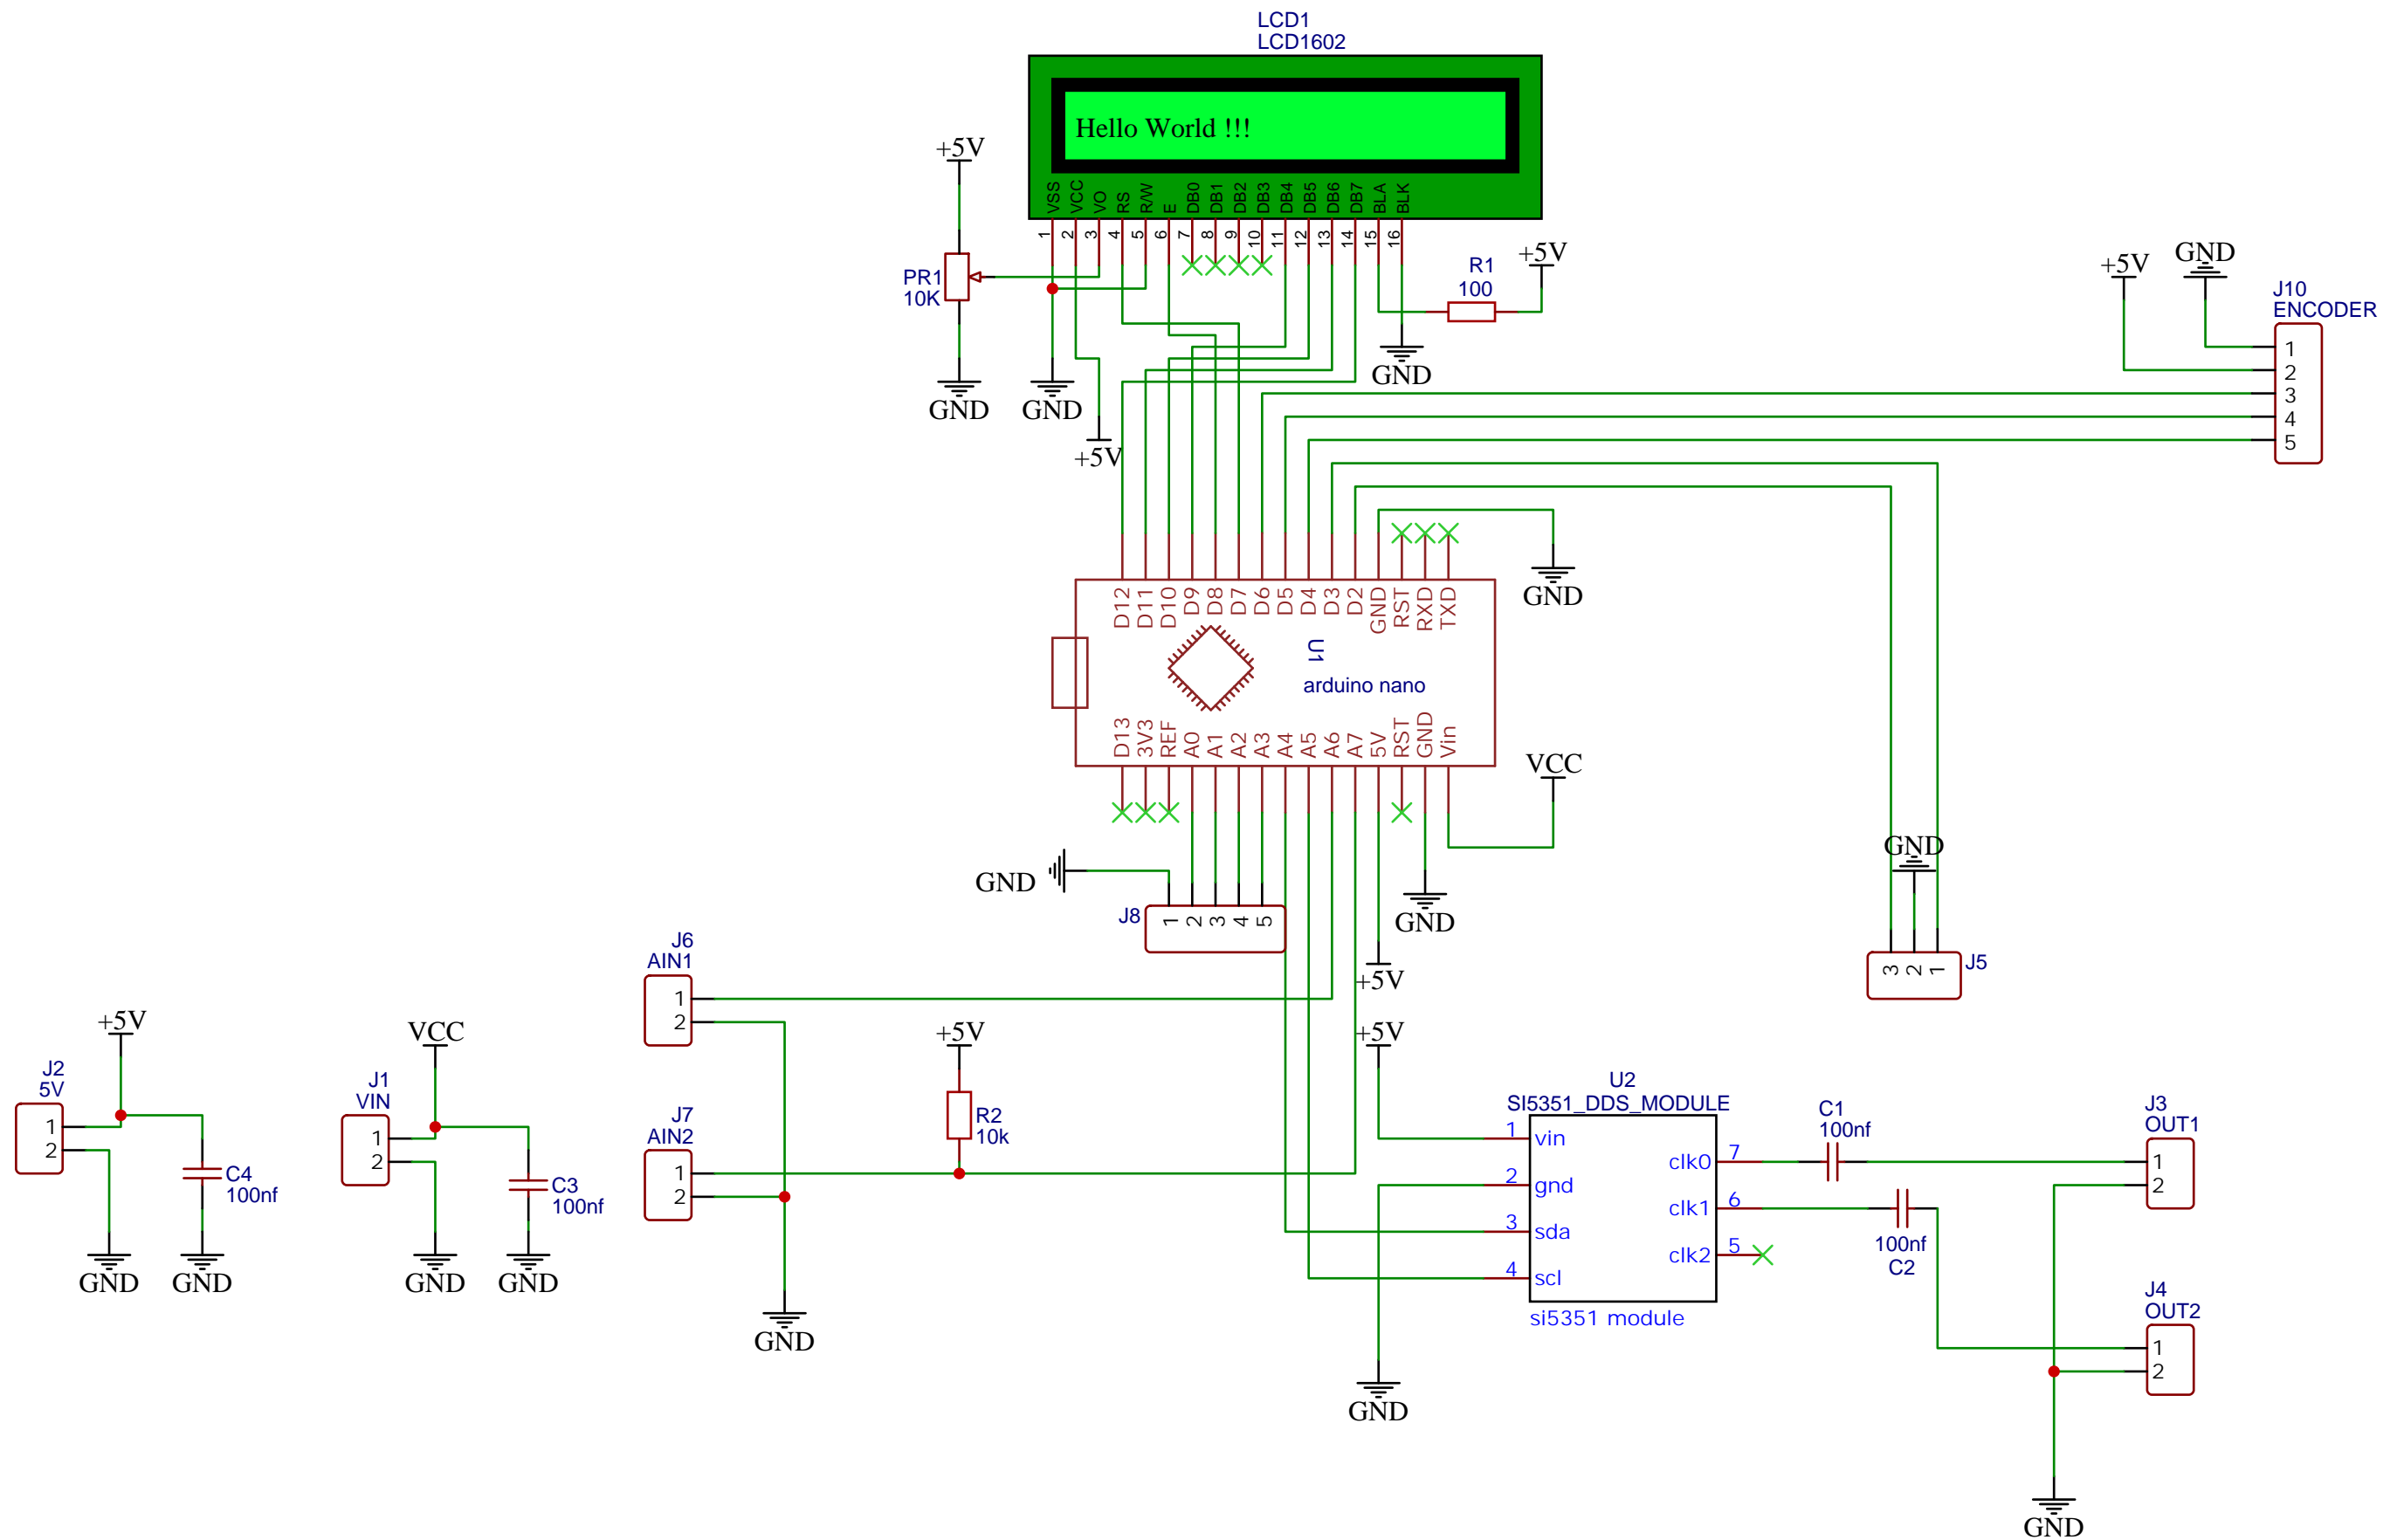 LCD1
LCD1602
Hello World !!!
VSS VCC VO RS R/W E DB0 DB1 DB2 DB3 DB4 DB5 DB6 DB7 BLA BLK
1 2 3 4 5 6 7 8 9 10 11 12 13 14 15 16
+5V
PR1
10K
GND
GND
+5V
R1
100
+5V
GND
+5V
GND
J10
ENCODER
1
2
3
4
5
GND
D12 D11 D10 D9 D8 D7 D6 D5 D4 D3 D2 GND RST RXD TXD
U1
arduino nano
D13 3V3 REF A0 A1 A2 A3 A4 A5 A6 A7 5V RST GND Vin
VCC
GND
GND
J8
1 2 3 4 5
GND
+5V
J5
3 2 1
J6
AIN1
1
2
+5V
J2
5V
1
2
C4
100nf
GND
GND
VCC
J1
VIN
1
2
C3
100nf
GND
GND
J7
AIN2
1
2
+5V
R2
10k
GND
+5V
U2
SI5351_DDS_MODULE
1 vin
2 gnd
3 sda
4 scl
clk0 7
clk1 6
clk2 5
si5351 module
GND
C1
100nf
100nf
C2
J3
OUT1
1
2
J4
OUT2
1
2
GND